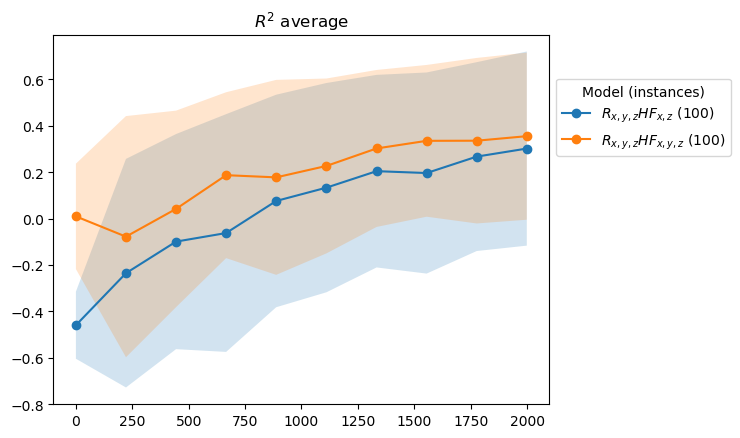 R² average
Model (instances)
R_{x,y,z}HF_{x,z} (100)
R_{x,y,z}HF_{x,y,z} (100)
0.6
0.4
0.2
0.0
−0.2
−0.4
−0.6
−0.8
0 250 500 750 1000 1250 1500 1750 2000